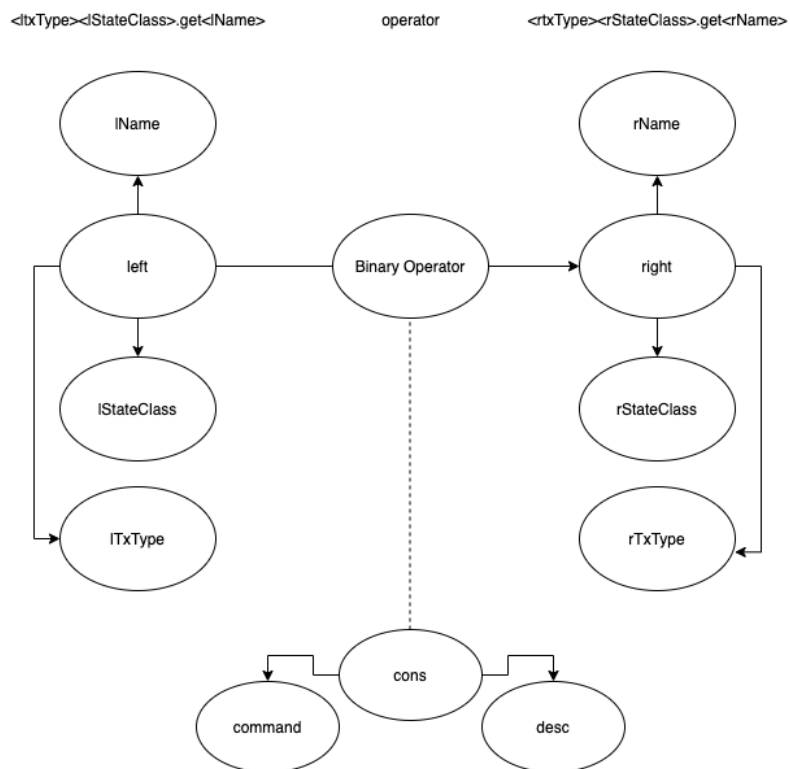 <ltxType><lStateClass>.get<lName>
operator
<rtxType><rStateClass>.get<rName>
lName
rName
left
Binary Operator
right
lStateClass
rStateClass
lTxType
rTxType
cons
command
desc